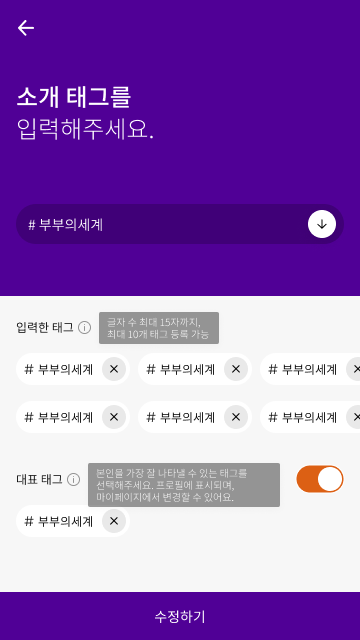 소개 태그를
입력해주세요.
# 부부의세계
입력한 태그
글자 수 최대 15자까지,
최대 10개 태그 등록 가능
# 부부의세계
# 부부의세계
# 부부의세계
# 부부의세계
# 부부의세계
# 부부의세계
대표 태그
본인을 가장 잘 나타낼 수 있는 태그를
선택해주세요. 프로필에 표시되며,
마이페이지에서 변경할 수 있어요.
# 부부의세계
수정하기